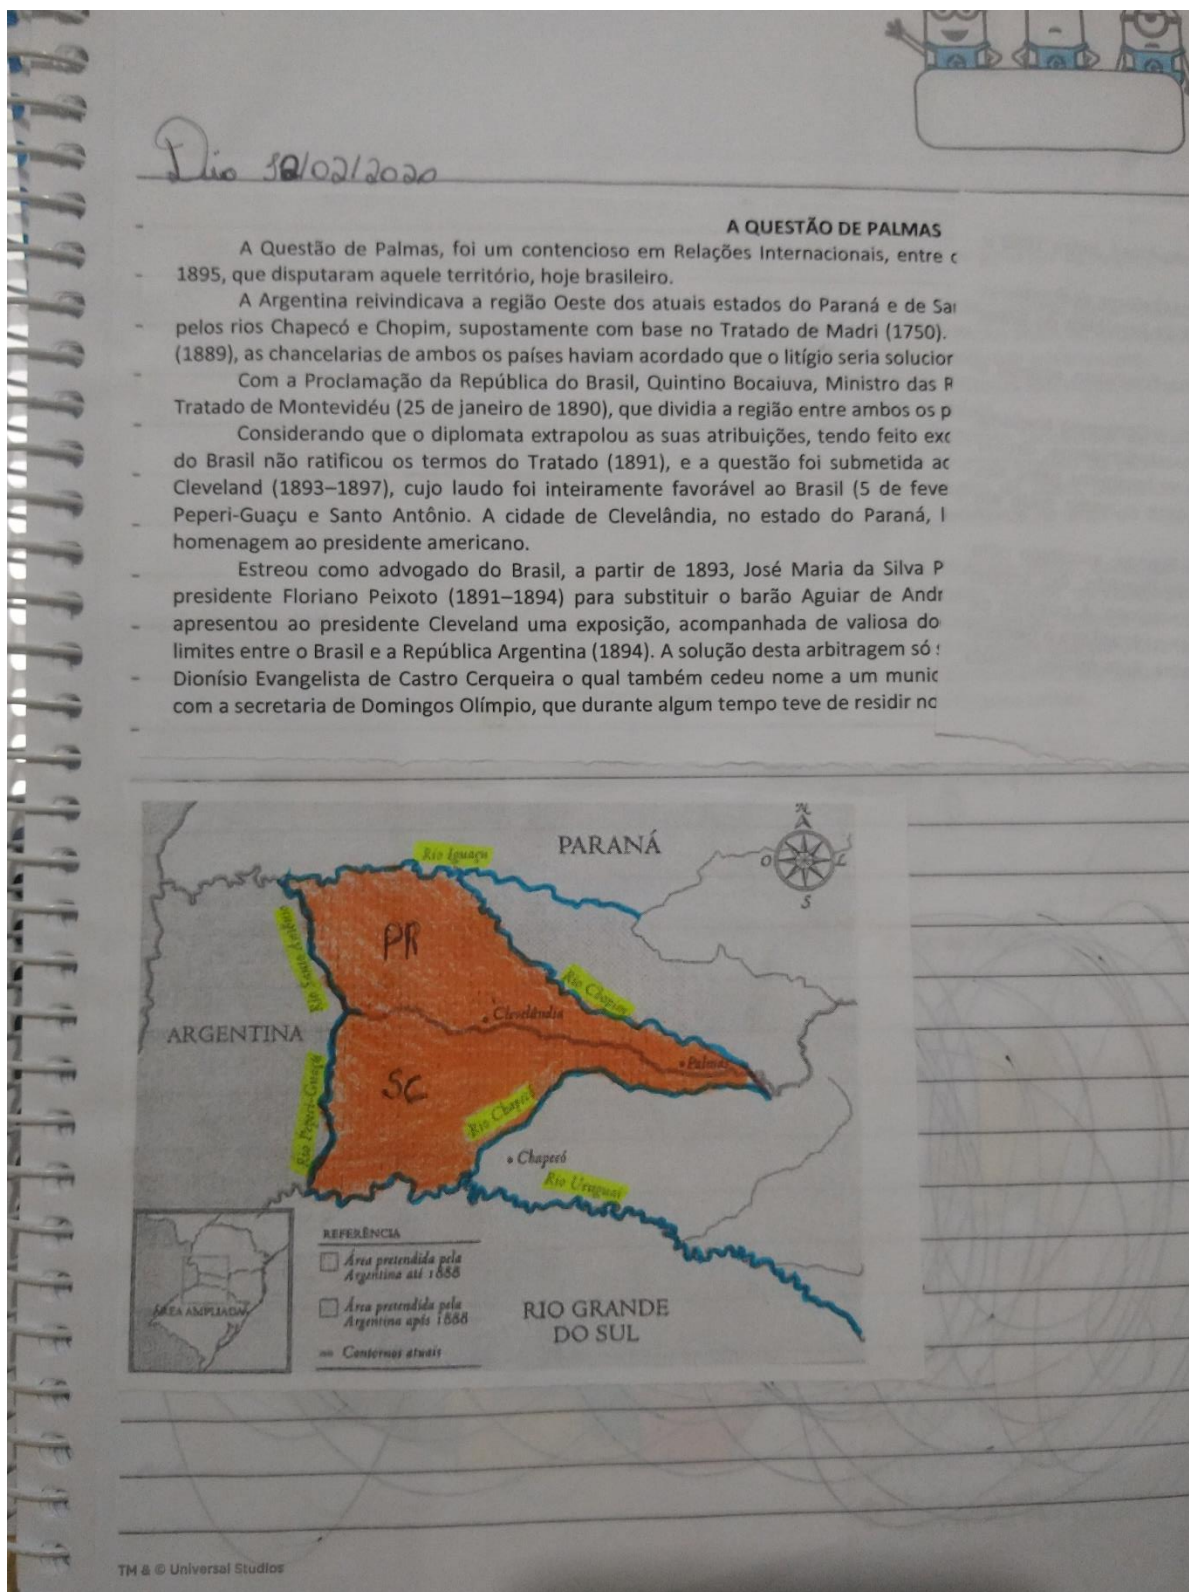 Dia 12/02/2020
A QUESTÃO DE PALMAS
A Questão de Palmas, foi um contencioso em Relações Internacionais, entre
1895, que disputaram aquele território, hoje brasileiro.
A Argentina reivindicava a região Oeste dos atuais estados do Paraná e de
pelos rios Chapecó e Chopim, supostamente com base no Tratado de Madri (1750).
(1889), as chancelarias de ambos os países haviam acordado que o litígio seria
Com a Proclamação da República do Brasil, Quintino Bocaiuva, Ministro das
Tratado de Montevidéu (25 de janeiro de 1890), que dividia a região entre ambos os p
Considerando que o diplomata extrapolou as suas atribuições, tendo feito
do Brasil não ratificou os termos do Tratado (1891), e a questão foi submetida
Cleveland (1893–1897), cujo laudo foi inteiramente favorável ao Brasil (5 de feve
Peperi-Guaçu e Santo Antônio. A cidade de Clevelândia, no estado do Paraná,
homenagem ao presidente americano.
Estreou como advogado do Brasil, a partir de 1893, José Maria da Silva P
presidente Floriano Peixoto (1891–1894) para substituir o barão Aguiar de Andr
apresentou ao presidente Cleveland uma exposição, acompanhada de valiosa do
limites entre o Brasil e a República Argentina (1894). A solução desta arbitragem só
Dionísio Evangelista de Castro Cerqueira o qual também cedeu nome a um munic
com a secretaria de Domingos Olímpio, que durante algum tempo teve de residir
N
PARANÁ
Rio Iguaçu
O
L
S
PR
Rio Santo Antônio
Rio Chopim
Clevelândia
ARGENTINA
Palmas
SC
Rio Peperi-Guaçu
Rio Chapecó
Chapecó
Rio Uruguai
REFERÊNCIA
Área pretendida pela
Argentina até 1888
Área pretendida pela
Argentina após 1888
Contornos atuais
ÁREA AMPLIADA
RIO GRANDE
DO SUL
TM & © Universal Studios